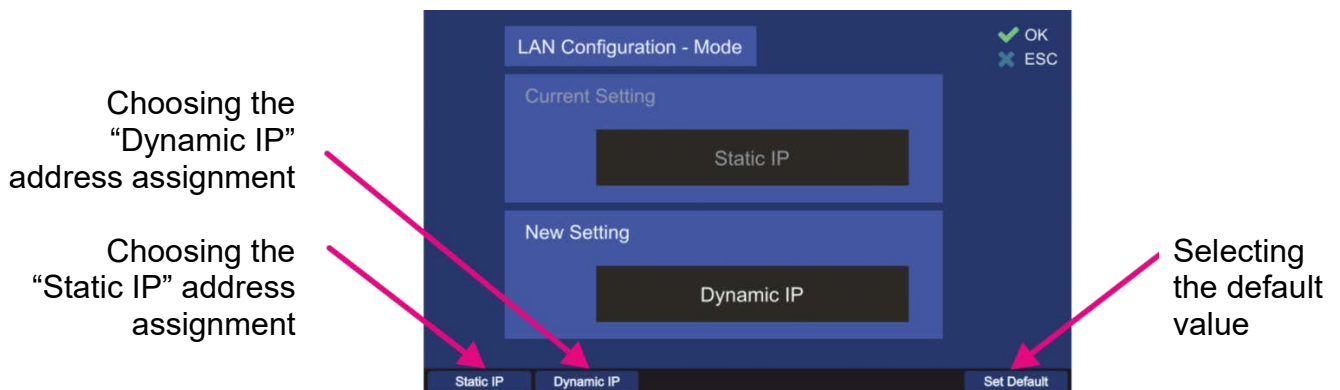 LAN Configuration - Mode
OK
ESC
Choosing the
“Dynamic IP”
address assignment
Current Setting
Static IP
Choosing the
“Static IP” address
assignment
New Setting
Dynamic IP
Selecting
the default
value
Static IP
Dynamic IP
Set Default